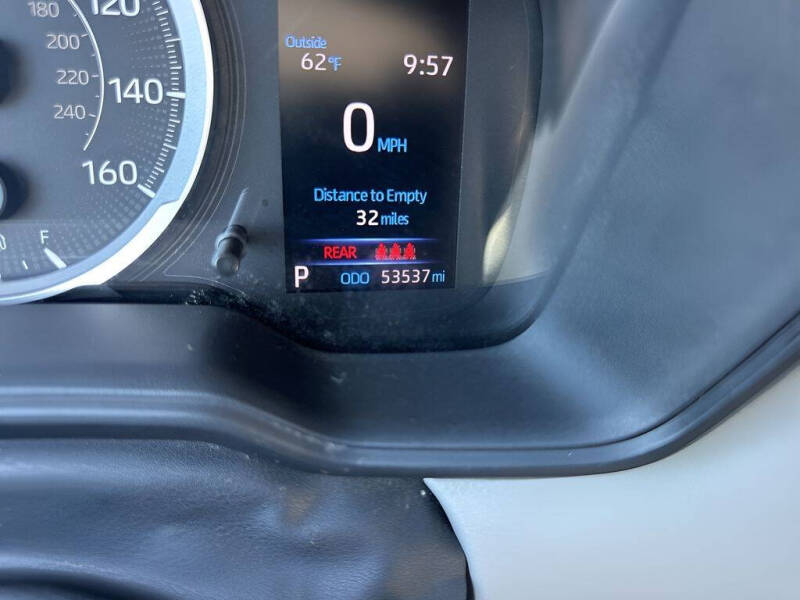 180
200
220
240
120
140
160
F
Outside
62°F
9:57
0 MPH
Distance to Empty
32 miles
REAR
P ODO 53537 mi